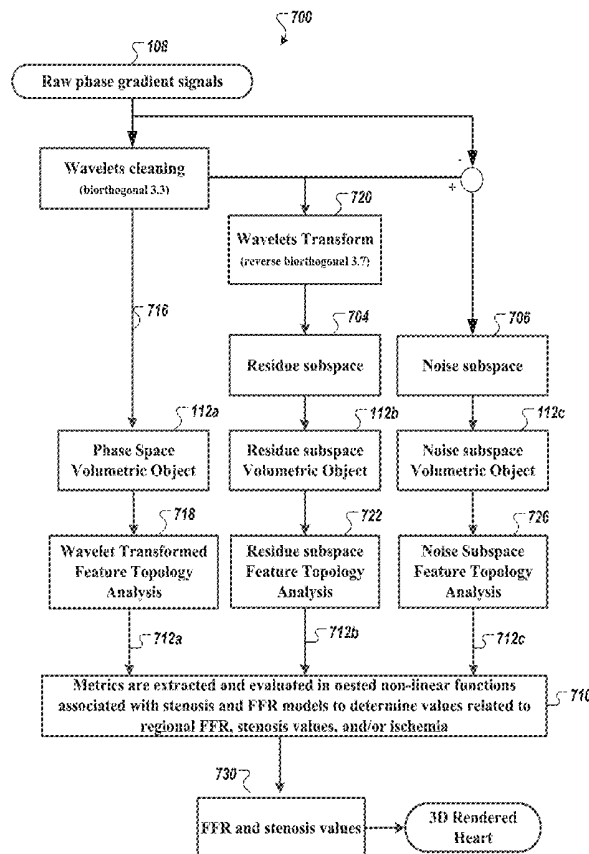 700
108
Raw phase gradient signals
Wavelets cleaning
(biorthogonal 3.3)
-
+
720
Wavelets Transform
(reverse biorthogonal 3.7)
716
704
706
Residue subspace
Noise subspace
112a
112b
112c
Phase Space
Volumetric Object
Residue subspace
Volumetric Object
Noise subspace
Volumetric Object
718
722
726
Wavelet Transformed
Feature Topology
Analysis
Residue subspace
Feature Topology
Analysis
Noise Subspace
Feature Topology
Analysis
712a
712b
712c
Metrics are extracted and evaluated in nested non-linear functions
associated with stenosis and FFR models to determine values related to
regional FFR, stenosis values, and/or ischemia
710
730
FFR and stenosis values
3D Rendered
Heart